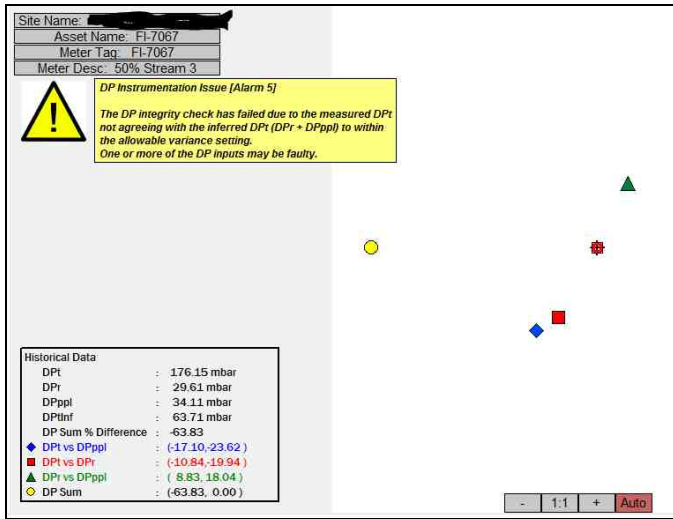 Site Name:
Asset Name: FI-7067
Meter Tag: FI-7067
Meter Desc: 50% Stream 3
DP Instrumentation Issue [Alarm 5]
The DP integrity check has failed due to the measured DPt
not agreeing with the inferred DPt (DPr + DPppl) to within
the allowable variance setting.
One or more of the DP inputs may be faulty.
Historical Data
DPt : 176.15 mbar
DPr : 29.61 mbar
DPppl : 34.11 mbar
DPtInf : 63.71 mbar
DP Sum % Difference : -63.83
DPt vs DPppl : (-17.10,-23.62 )
DPt vs DPr : (-10.84,-19.94 )
DPr vs DPppl : ( 8.83, 18.04 )
DP Sum : (-63.83, 0.00 )
- 1:1 + Auto